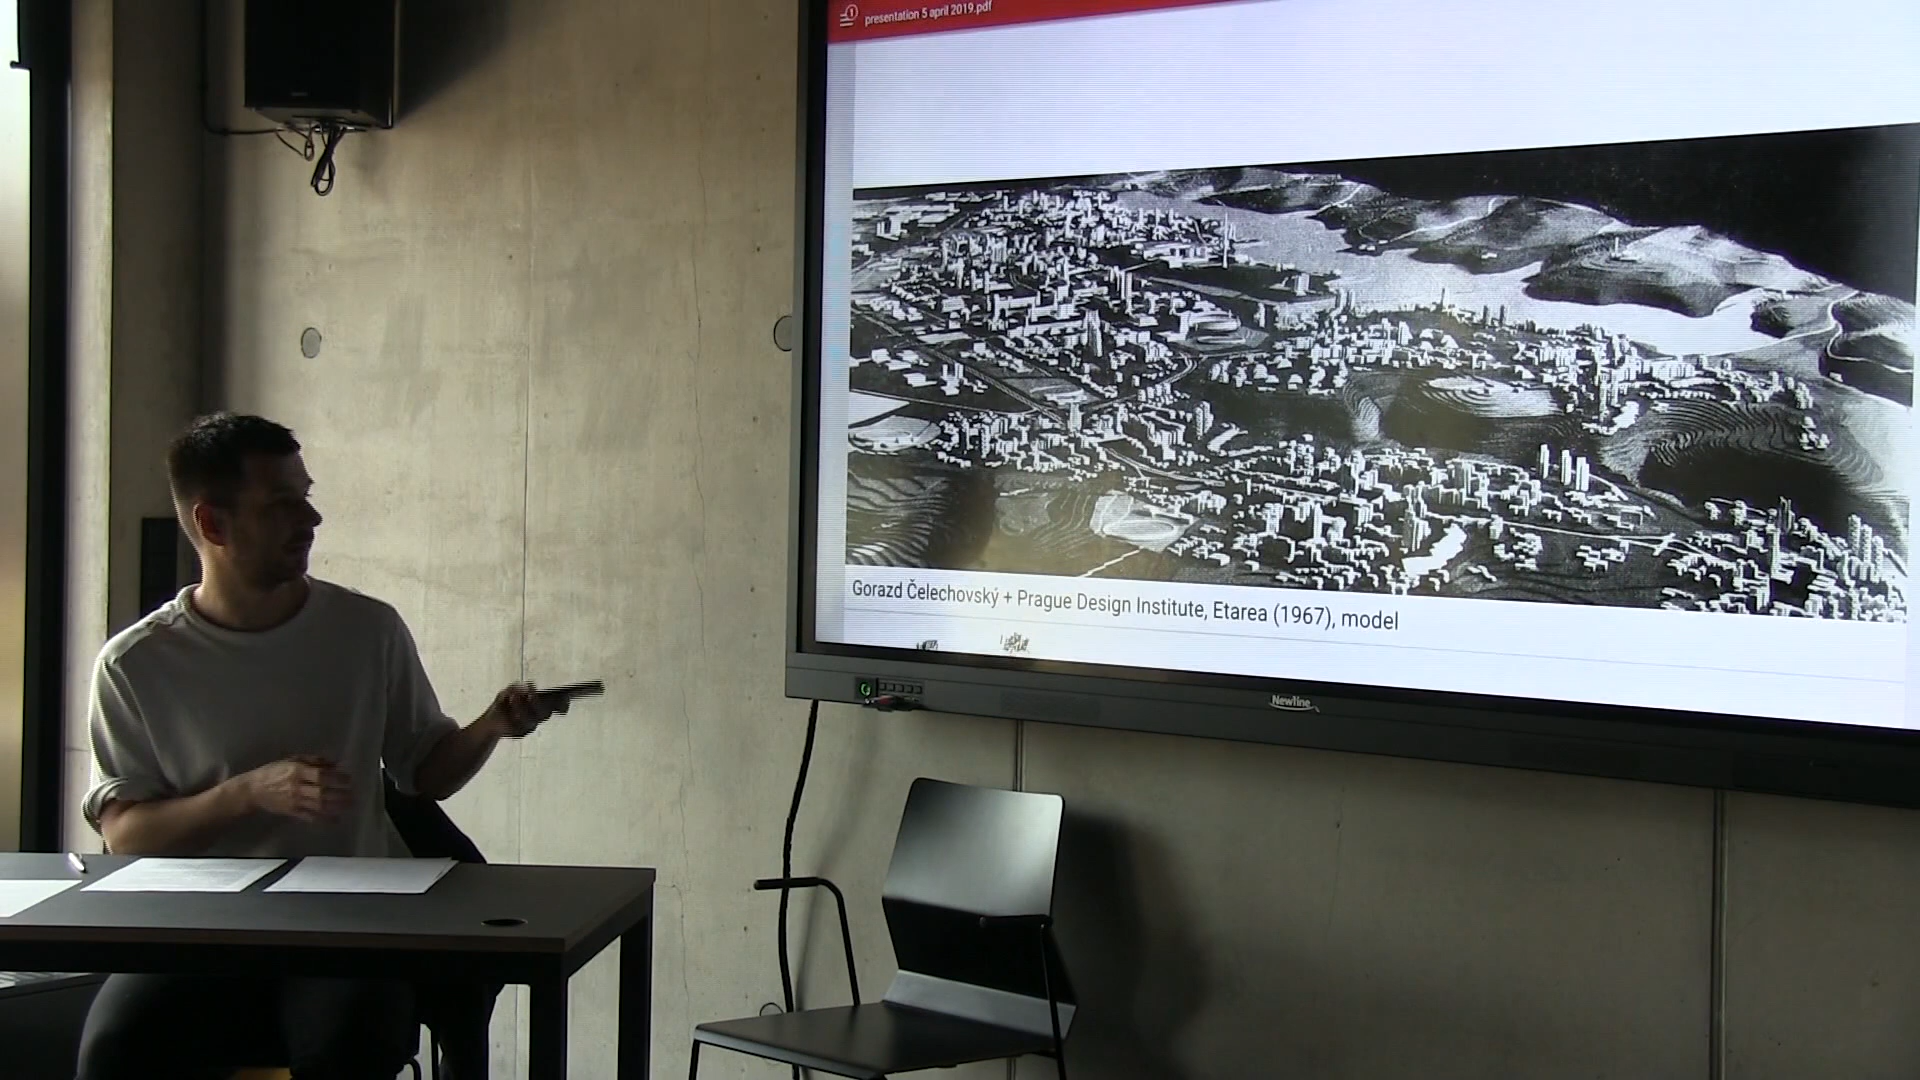 presentation 5 april 2019.pdf
Gorazd Čelechovský + Prague Design Institute, Etarea (1967), model
Newline